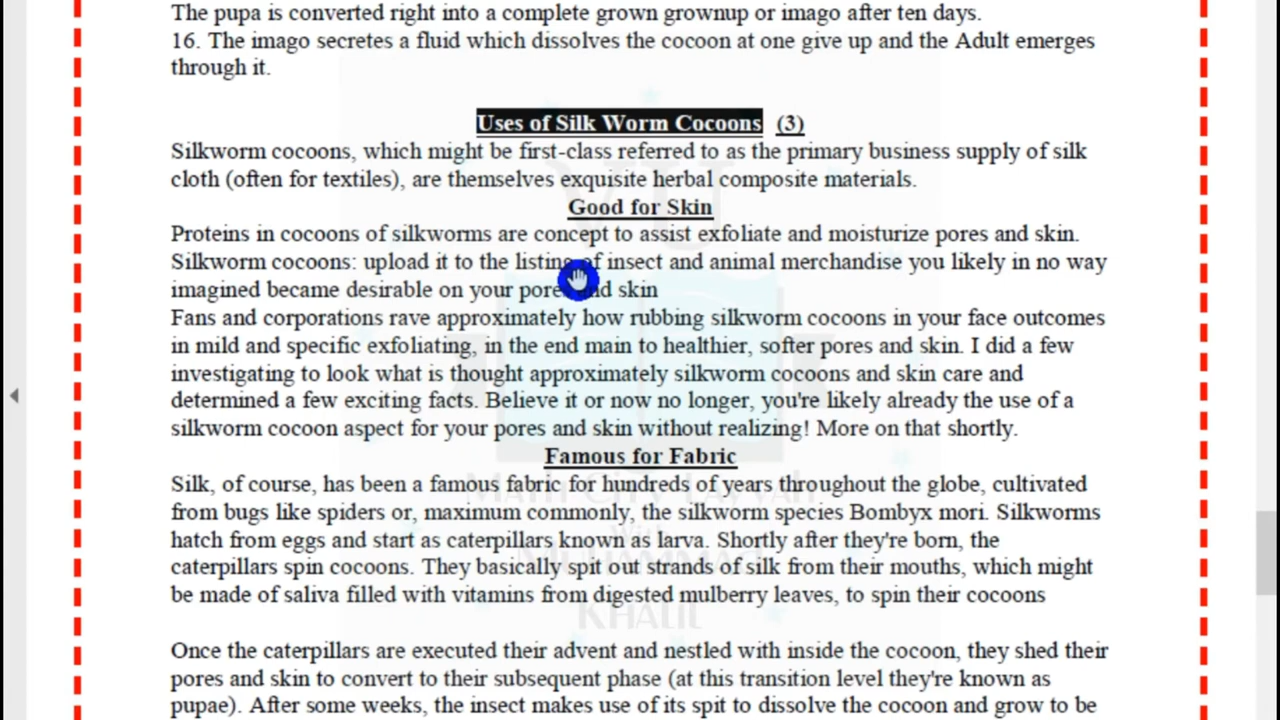 The pupa is converted right into a complete grown grownup or imago after ten days.
16. The imago secretes a fluid which dissolves the cocoon at one give up and the Adult emerges
through it.
Uses of Silk Worm Cocoons (3)
Silkworm cocoons, which might be first-class referred to as the primary business supply of silk
cloth (often for textiles), are themselves exquisite herbal composite materials.
Good for Skin
Proteins in cocoons of silkworms are concept to assist exfoliate and moisturize pores and skin.
Silkworm cocoons: upload it to the listing of insect and animal merchandise you likely in no way
imagined became desirable on your pores and skin
Fans and corporations rave approximately how rubbing silkworm cocoons in your face outcomes
in mild and specific exfoliating, in the end main to healthier, softer pores and skin. I did a few
investigating to look what is thought approximately silkworm cocoons and skin care and
determined a few exciting facts. Believe it or now no longer, you're likely already the use of a
silkworm cocoon aspect for your pores and skin without realizing! More on that shortly.
Famous for Fabric
Silk, of course, has been a famous fabric for hundreds of years throughout the globe, cultivated
from bugs like spiders or, maximum commonly, the silkworm species Bombyx mori. Silkworms
hatch from eggs and start as caterpillars known as larva. Shortly after they're born, the
caterpillars spin cocoons. They basically spit out strands of silk from their mouths, which might
be made of saliva filled with vitamins from digested mulberry leaves, to spin their cocoons
Once the caterpillars are executed their advent and nestled with inside the cocoon, they shed their
pores and skin to convert to their subsequent phase (at this transition level they're known as
pupae). After some weeks, the insect makes use of its spit to dissolve the cocoon and grow to be
VU
With
Muhammad
Khalil